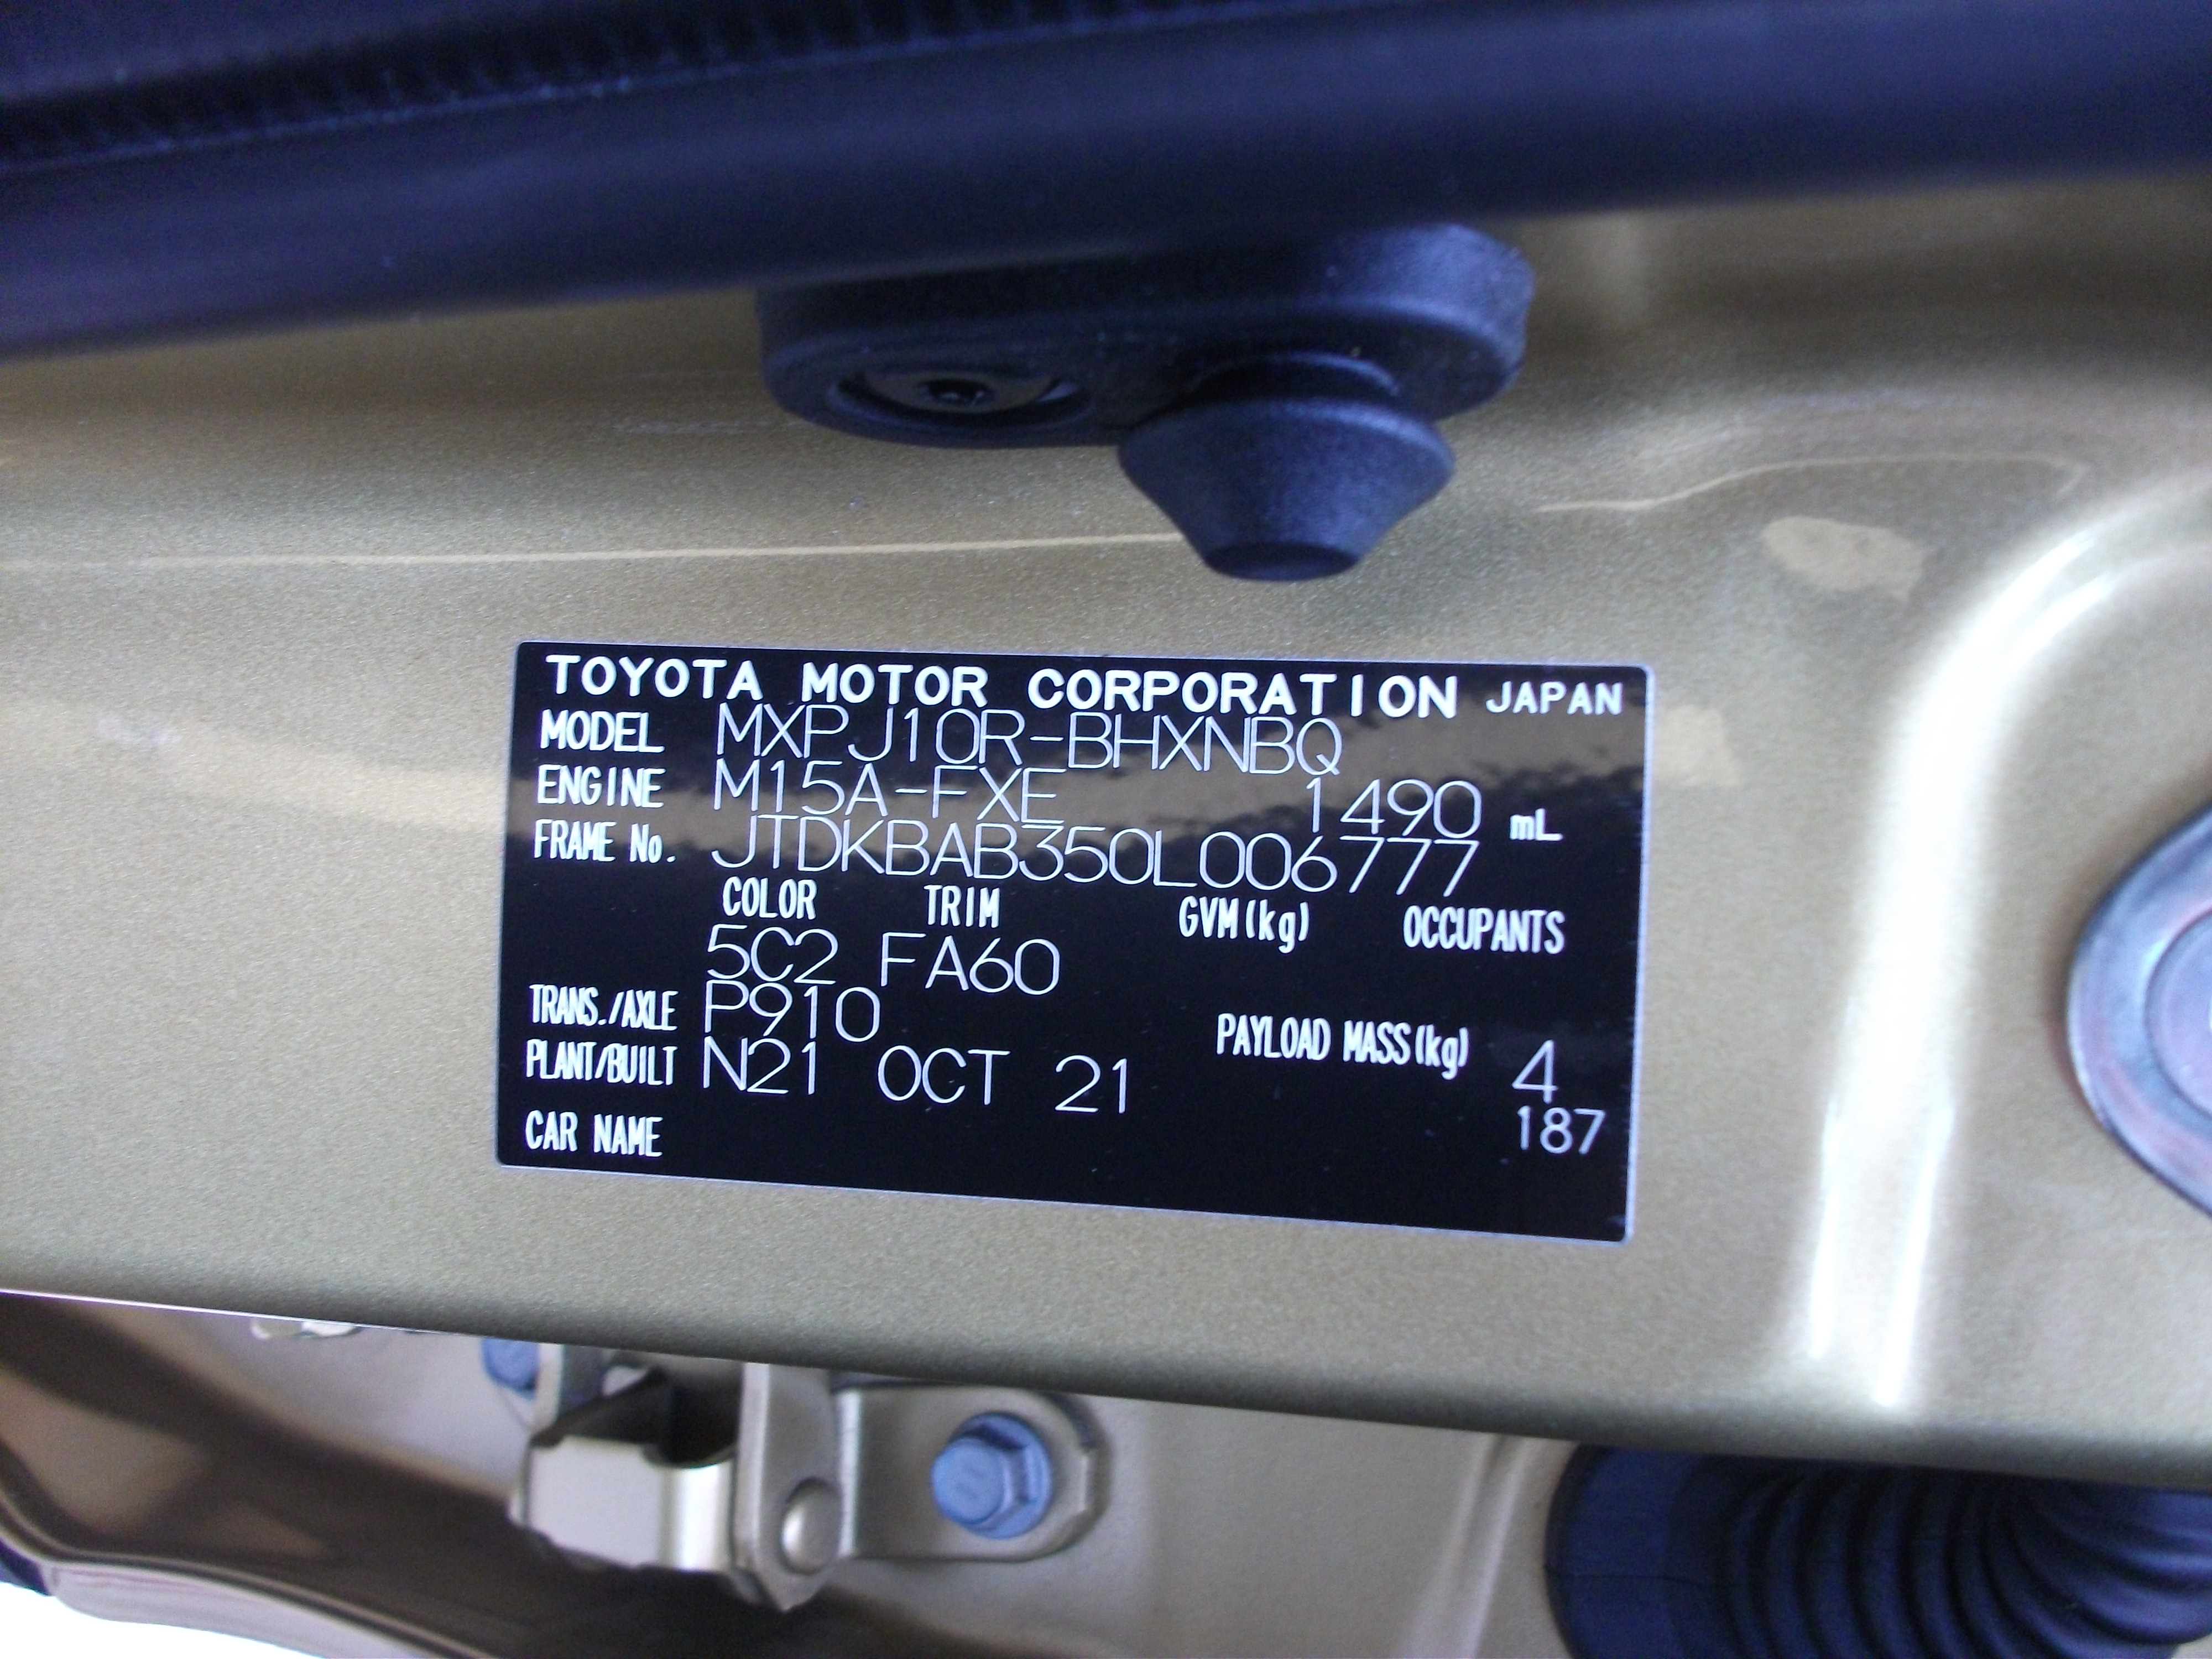 TOYOTA MOTOR CORPORATION JAPAN
MODEL MXPJ10R-BHXNBQ
ENGINE M15A-FXE 1490 mL
FRAME No. JTDKBAB350L006777
COLOR TRIM GVM(kg) OCCUPANTS
5C2 FA60
TRANS./AXLE P910
PAYLOAD MASS(kg) 4
PLANT/BUILT N21 OCT 21
187
CAR NAME